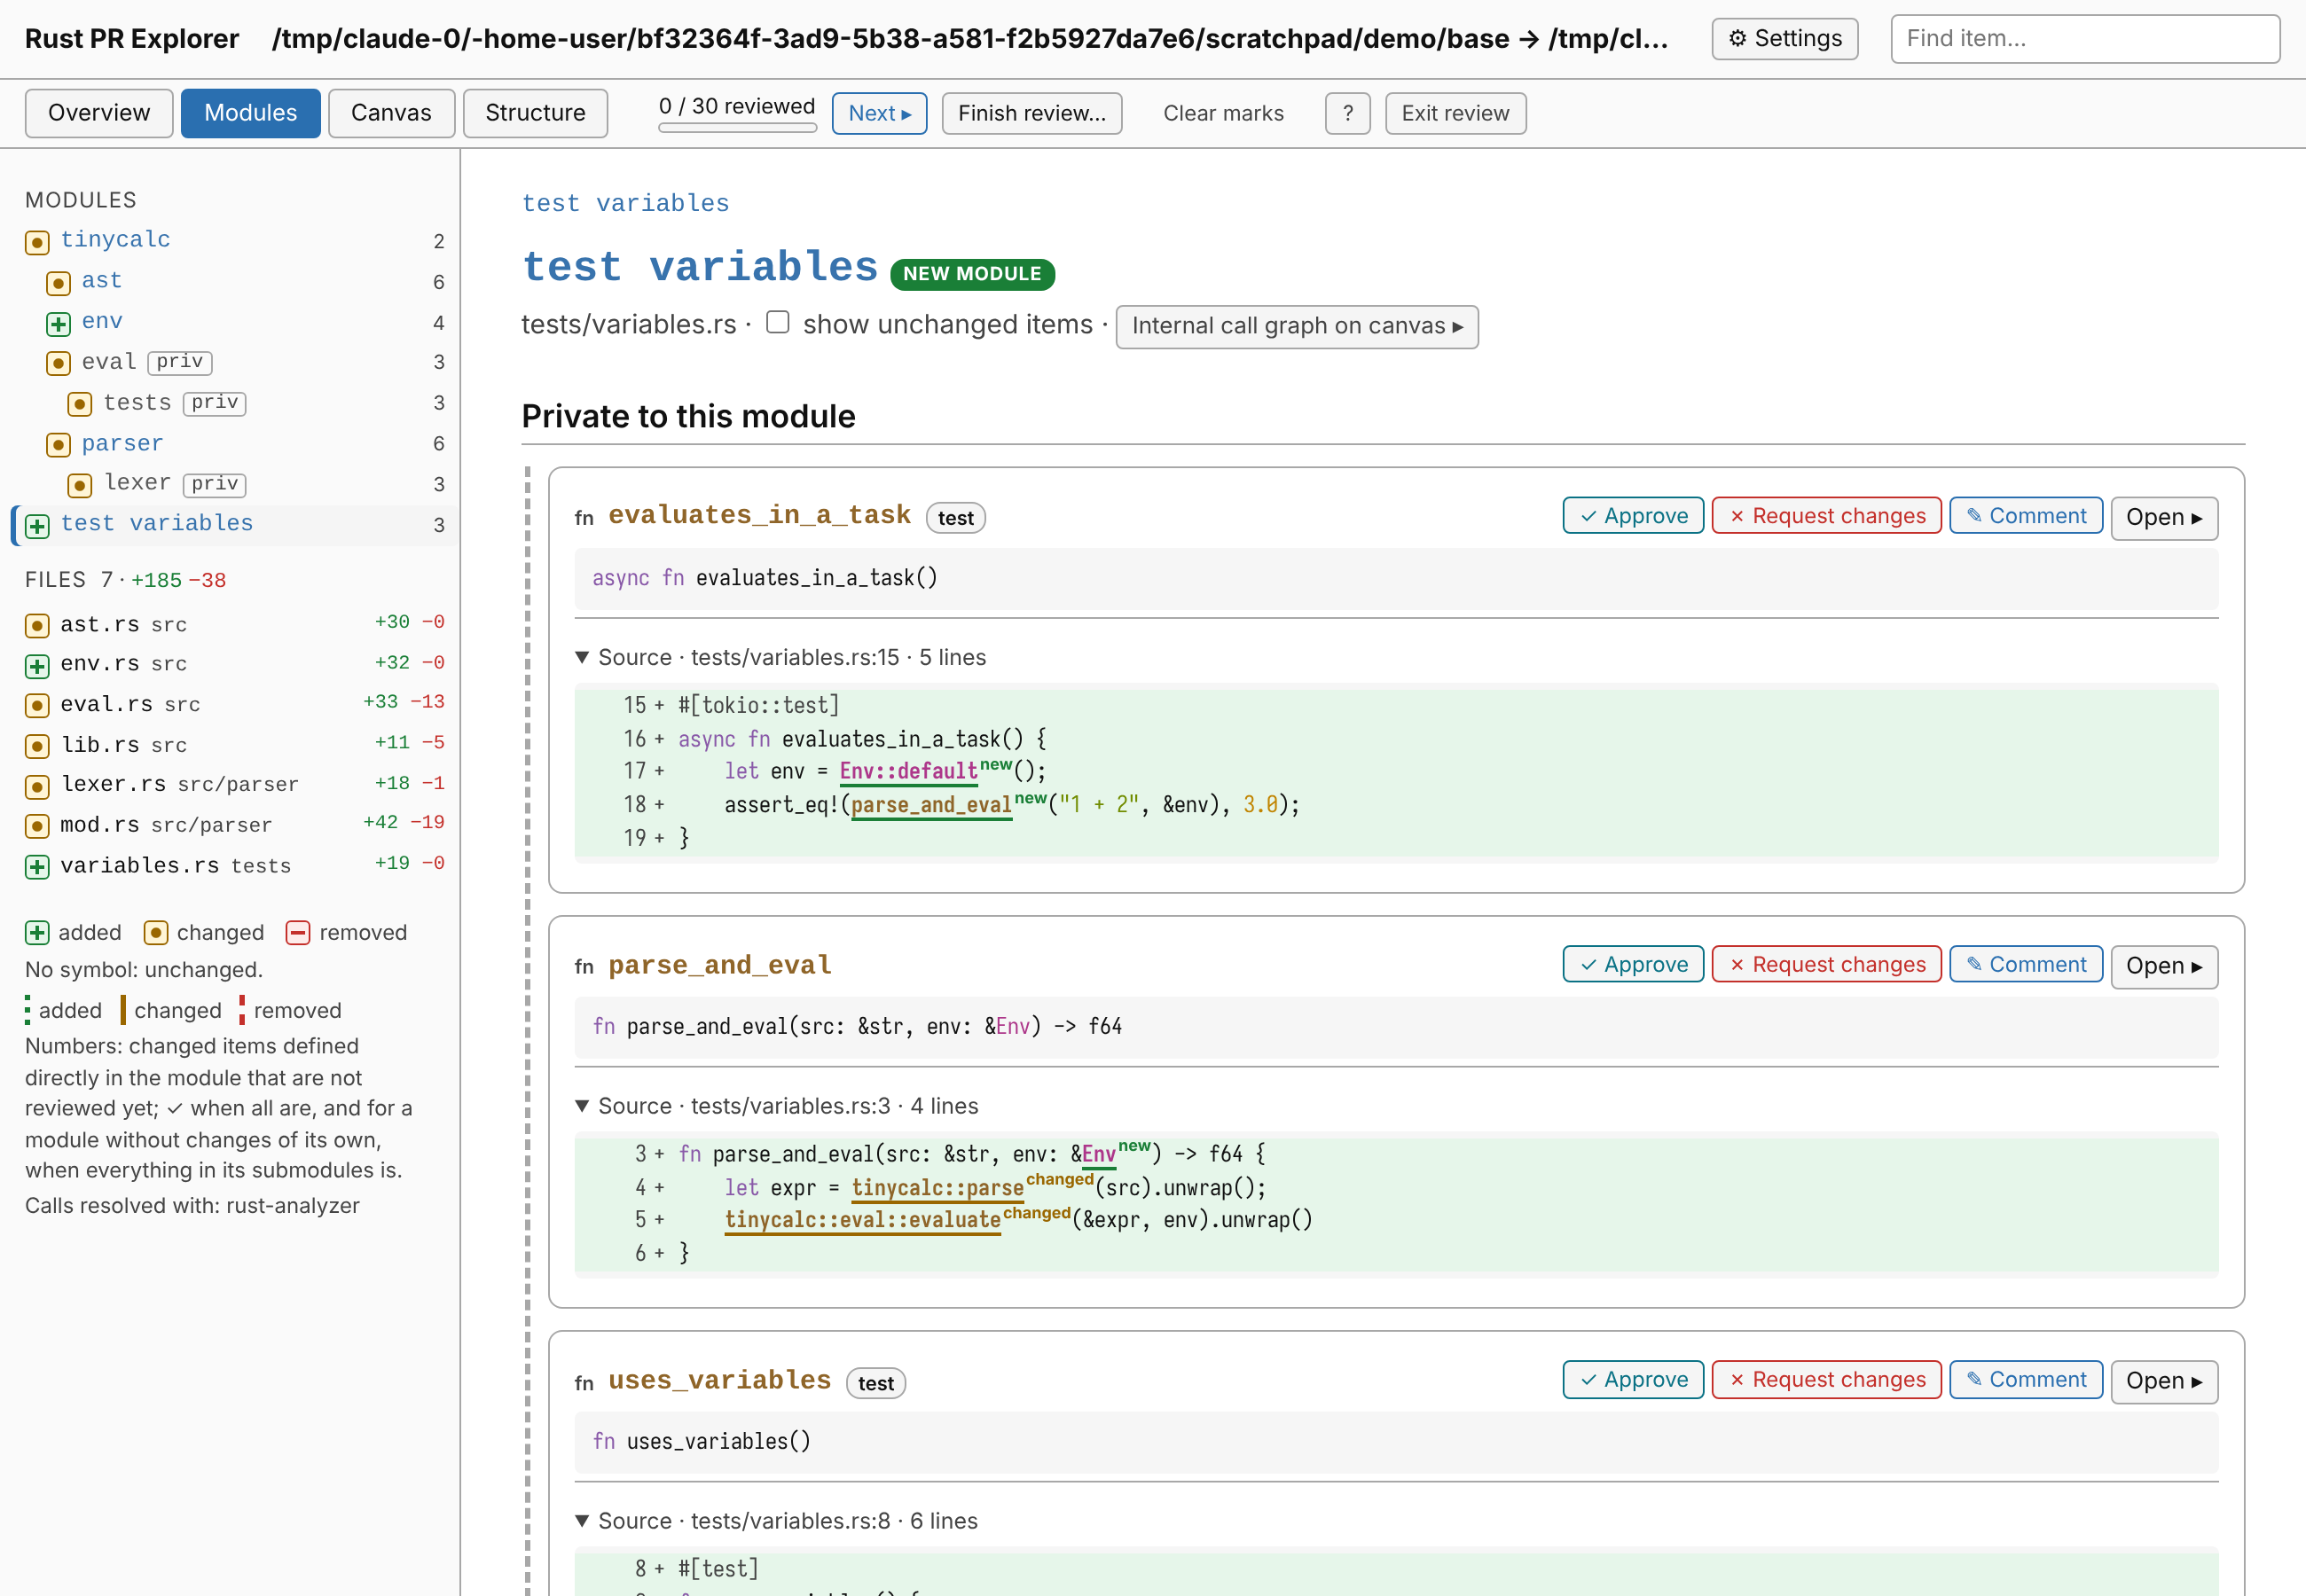 Rust PR Explorer /tmp/claude-0/-home-user/bf32364f-3ad9-5b38-a581-f2b5927da7e6/scratchpad/demo/base → /tmp/cl… ⚙ Settings Find item…
Overview Modules Canvas Structure 0 / 30 reviewed Next ▸ Finish review… Clear marks ? Exit review
MODULES
tinycalc 2
ast 6
env 4
eval priv 3
tests priv 3
parser 6
lexer priv 3
test variables 3
FILES 7 · +185 −38
ast.rs src +30 −0
env.rs src +32 −0
eval.rs src +33 −13
lib.rs src +11 −5
lexer.rs src/parser +18 −1
mod.rs src/parser +42 −19
variables.rs tests +19 −0
added changed removed
No symbol: unchanged.
added changed removed
Numbers: changed items defined
directly in the module that are not
reviewed yet; ✓ when all are, and for a
module without changes of its own,
when everything in its submodules is.
Calls resolved with: rust-analyzer
test variables
test variables NEW MODULE
tests/variables.rs · show unchanged items · Internal call graph on canvas ▸
Private to this module
fn evaluates_in_a_task test ✓ Approve × Request changes ✎ Comment Open ▸
async fn evaluates_in_a_task()
▼ Source · tests/variables.rs:15 · 5 lines
15 + #[tokio::test]
16 + async fn evaluates_in_a_task() {
17 + let env = Env::default new();
18 + assert_eq!(parse_and_eval new("1 + 2", &env), 3.0);
19 + }
fn parse_and_eval ✓ Approve × Request changes ✎ Comment Open ▸
fn parse_and_eval(src: &str, env: &Env) -> f64
▼ Source · tests/variables.rs:3 · 4 lines
3 + fn parse_and_eval(src: &str, env: &Env new) -> f64 {
4 + let expr = tinycalc::parse changed(src).unwrap();
5 + tinycalc::eval::evaluate changed(&expr, env).unwrap()
6 + }
fn uses_variables test ✓ Approve × Request changes ✎ Comment Open ▸
fn uses_variables()
▼ Source · tests/variables.rs:8 · 6 lines
8 + #[test]